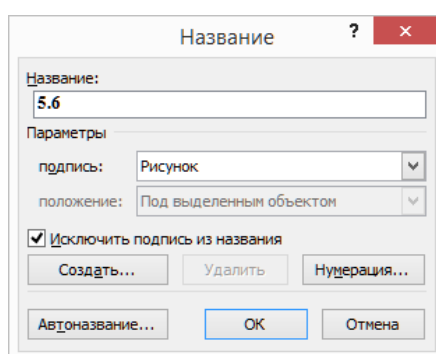 Название ? ×
Название:
5.6
Параметры
подпись: Рисунок
положение: Под выделенным объектом
Исключить подпись из названия
Создать... Удалить Нумерация...
Автоназвание... ОК Отмена